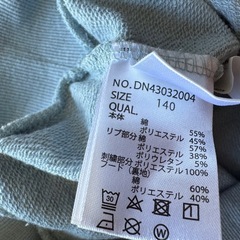 NO. DN43032004
SIZE 140
QUAL.
本体
綿 55%
ポリエステル 45%
リブ部分 綿 57%
ポリエステル 38%
ポリウレタン 5%
刺繍部分 ポリエステル 100%
フード(裏地)
綿 60%
ポリエステル 40%
30